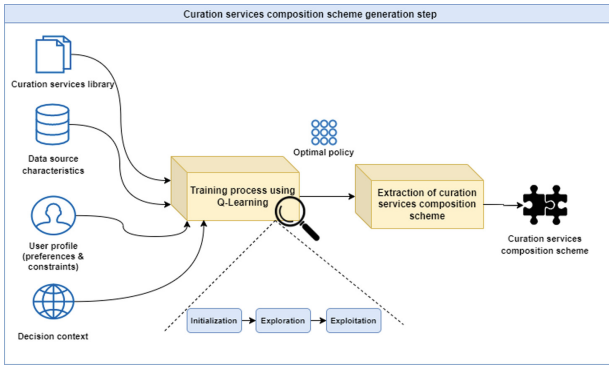 Curation services composition scheme generation step
Curation services library
Data source
characteristics
User profile
(preferences &
constraints)
Decision context
Training process using
Q-Learning
Optimal policy
Extraction of curation
services composition
scheme
Curation services
composition scheme
Initialization
Exploration
Exploitation